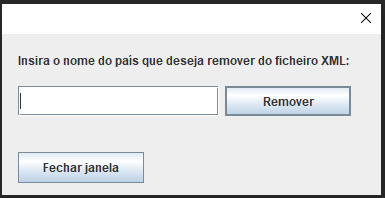 Insira o nome do país que deseja remover do ficheiro XML:
Remover
Fechar janela